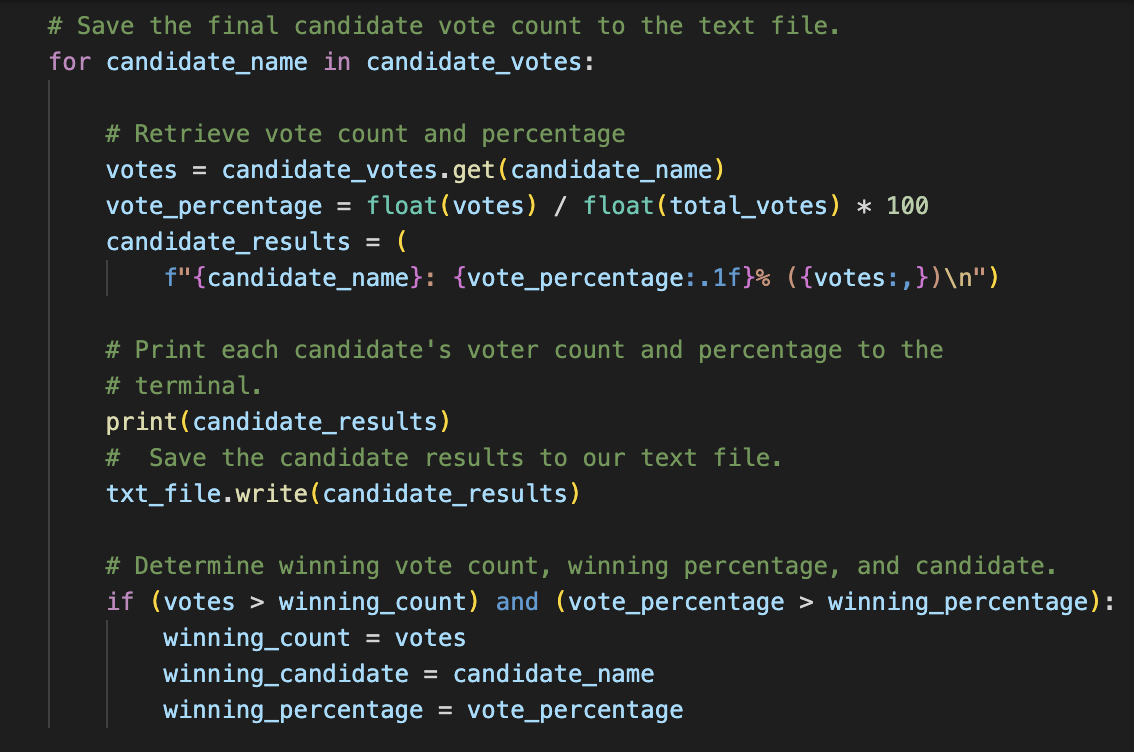 # Save the final candidate vote count to the text file.
for candidate_name in candidate_votes:
# Retrieve vote count and percentage
votes = candidate_votes.get(candidate_name)
vote_percentage = float(votes) / float(total_votes) * 100
candidate_results = (
f"{candidate_name}: {vote_percentage:.1f}% ({votes:,})\n")
# Print each candidate's voter count and percentage to the
# terminal.
print(candidate_results)
#  Save the candidate results to our text file.
txt_file.write(candidate_results)
# Determine winning vote count, winning percentage, and candidate.
if (votes > winning_count) and (vote_percentage > winning_percentage):
winning_count = votes
winning_candidate = candidate_name
winning_percentage = vote_percentage